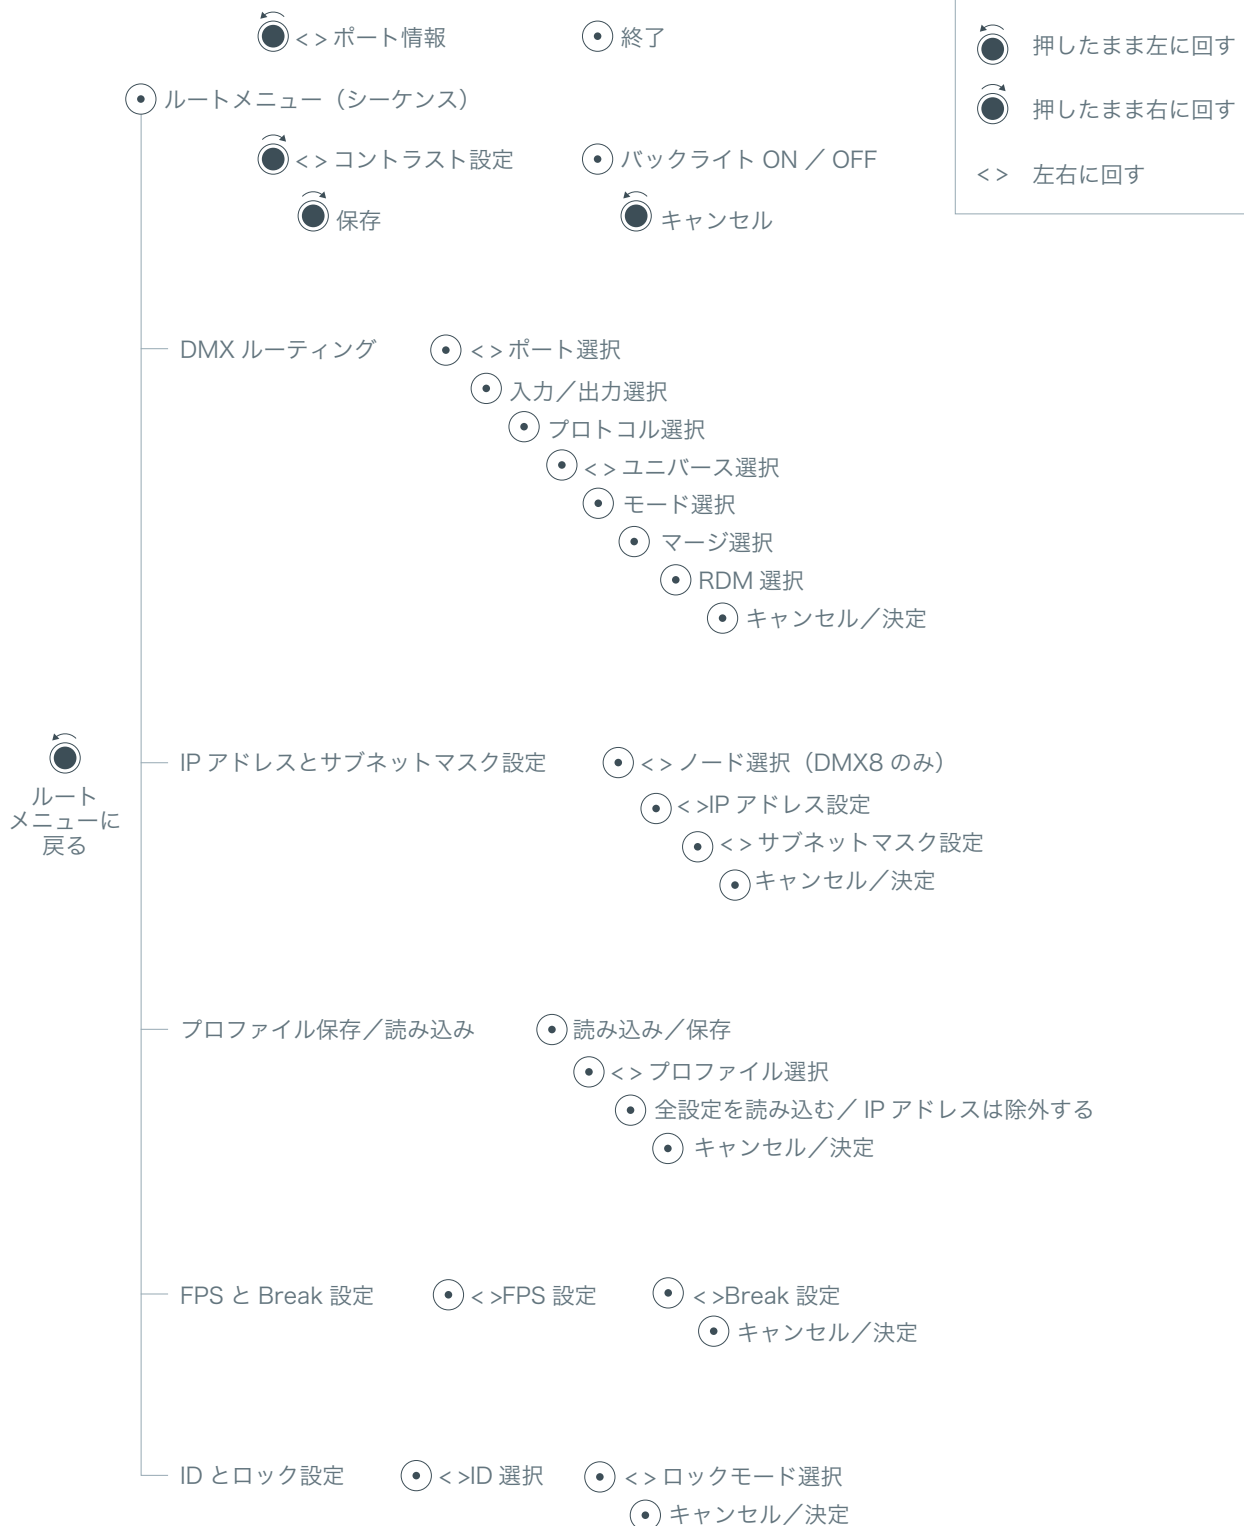 < > ポート情報
終了
押したまま左に回す
ルートメニュー（シーケンス）
押したまま右に回す
< > コントラスト設定
バックライト ON ／ OFF
< > 左右に回す
保存
キャンセル
DMX ルーティング
< > ポート選択
入力／出力選択
プロトコル選択
< > ユニバース選択
モード選択
マージ選択
RDM 選択
キャンセル／決定
ルート
メニューに
戻る
IP アドレスとサブネットマスク設定
< > ノード選択（DMX8 のみ）
< >IP アドレス設定
< > サブネットマスク設定
キャンセル／決定
プロファイル保存／読み込み
読み込み／保存
< > プロファイル選択
全設定を読み込む／ IP アドレスは除外する
キャンセル／決定
FPS と Break 設定
< >FPS 設定
< >Break 設定
キャンセル／決定
ID とロック設定
< >ID 選択
< > ロックモード選択
キャンセル／決定